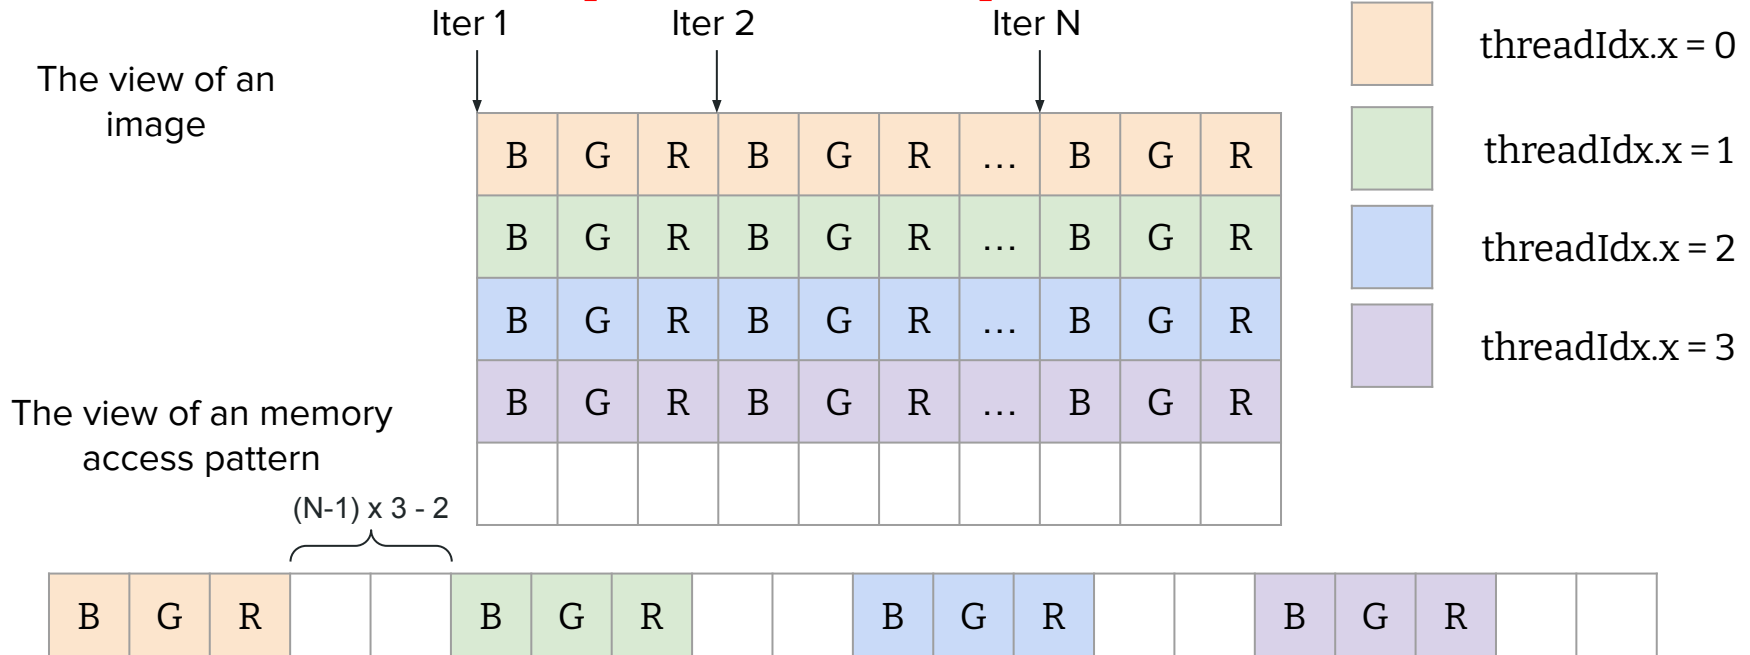 Iter 1 Iter 2 Iter N
The view of an
image
B G R B G R ... B G R
B G R B G R ... B G R
B G R B G R ... B G R
B G R B G R ... B G R
threadIdx.x = 0
threadIdx.x = 1
threadIdx.x = 2
threadIdx.x = 3
The view of an memory
access pattern
(N-1) x 3 - 2
B G R B G R B G R B G R